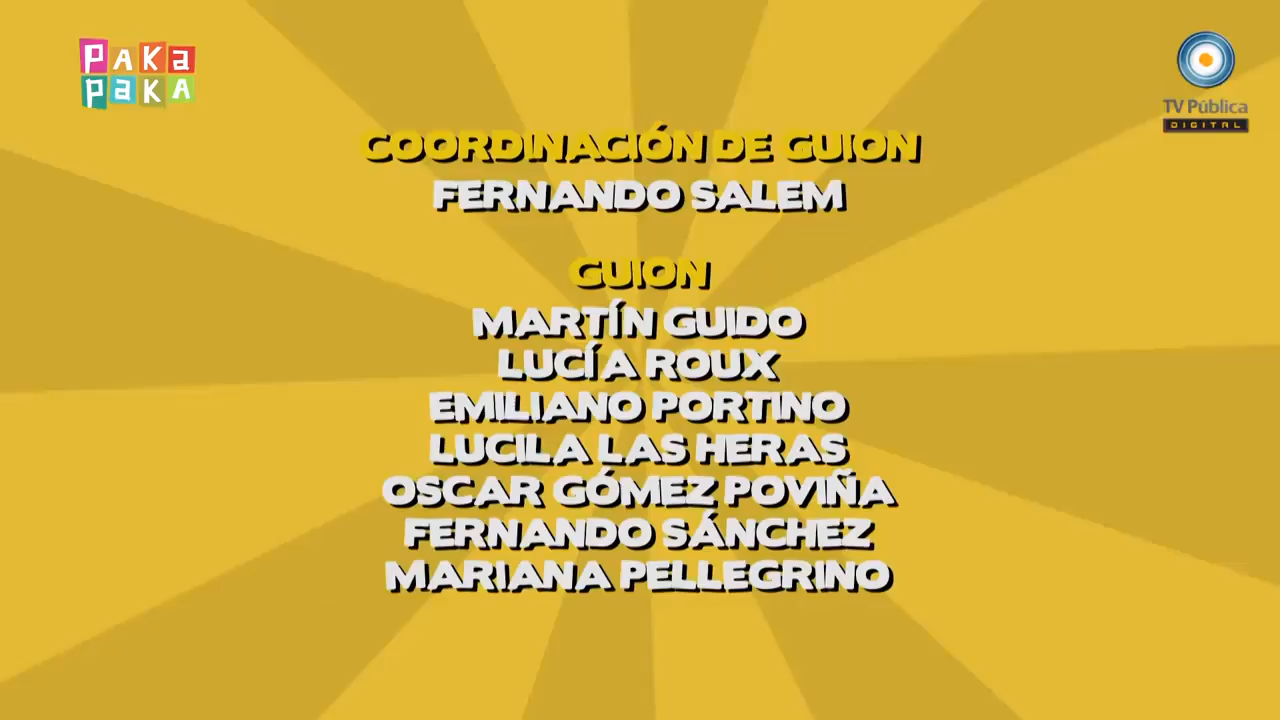 PAKA
PAKA
TV Pública
DIGITAL
COORDINACIÓN DE GUION
FERNANDO SALEM
GUION
MARTÍN GUIDO
LUCÍA ROUX
EMILIANO PORTINO
LUCILA LAS HERAS
OSCAR GÓMEZ POVIÑA
FERNANDO SÁNCHEZ
MARIANA PELLEGRINO